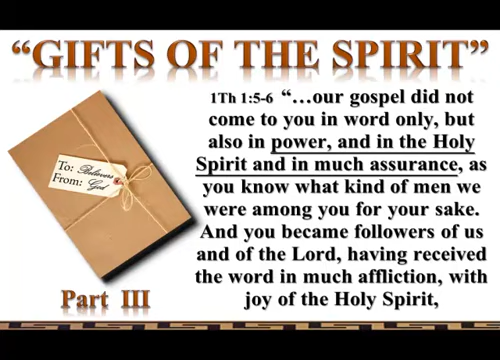 “GIFTS OF THE SPIRIT”
1Th 1:5-6 “…our gospel did not
come to you in word only, but
also in power, and in the Holy
Spirit and in much assurance, as
you know what kind of men we
were among you for your sake.
And you became followers of us
and of the Lord, having received
the word in much affliction, with
joy of the Holy Spirit,
To: Believers
From: God
Part III